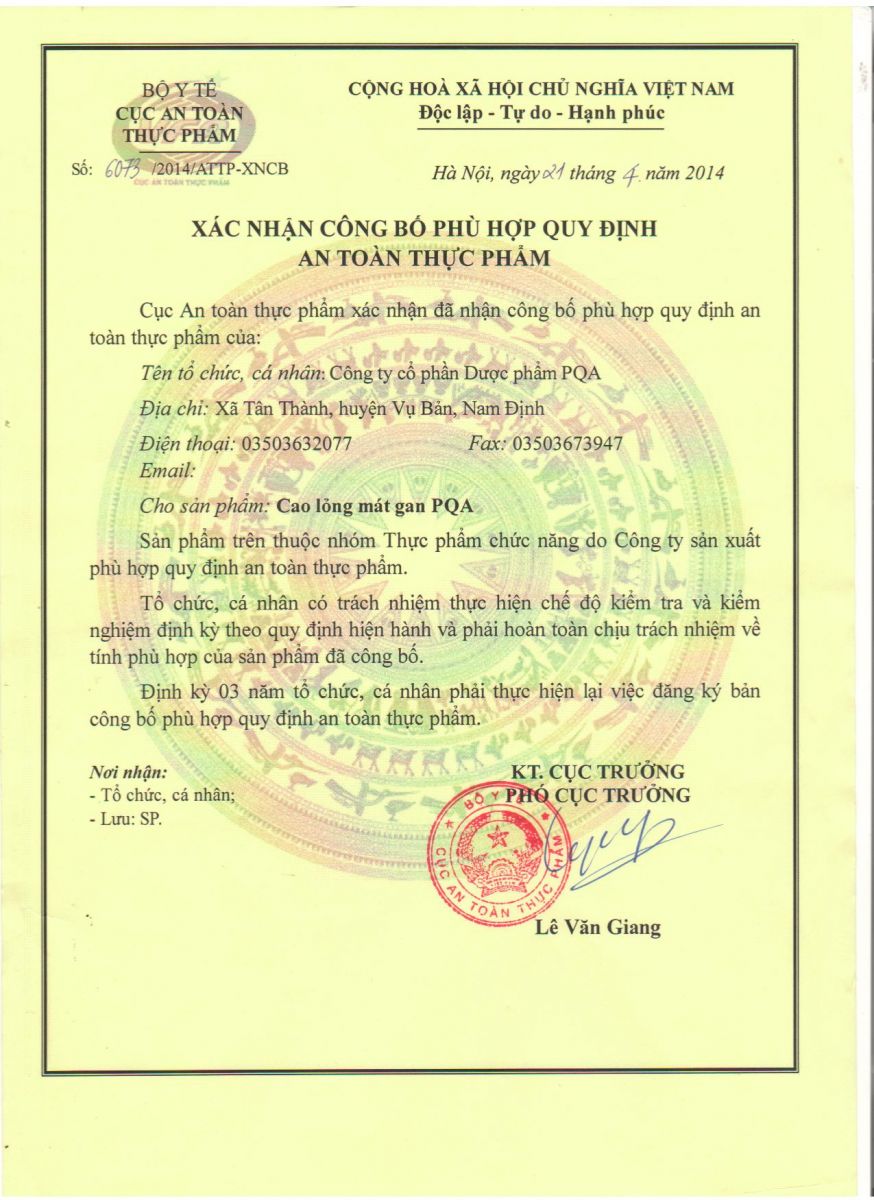 BỘ Y TẾ
CỤC AN TOÀN
THỰC PHẨM
Số: 6073 /2014/ATTP-XNCB
CỤC AN TOÀN THỰC PHẨM
CỘNG HOÀ XÃ HỘI CHỦ NGHĨA VIỆT NAM
Độc lập - Tự do - Hạnh phúc
Hà Nội, ngày 21 tháng 4 năm 2014
XÁC NHẬN CÔNG BỐ PHÙ HỢP QUY ĐỊNH
AN TOÀN THỰC PHẨM
Cục An toàn thực phẩm xác nhận đã nhận công bố phù hợp quy định an
toàn thực phẩm của:
Tên tổ chức, cá nhân: Công ty cổ phần Dược phẩm PQA
Địa chỉ: Xã Tân Thành, huyện Vụ Bản, Nam Định
Điện thoại: 03503632077 Fax: 03503673947
Email:
Cho sản phẩm: Cao lỏng mát gan PQA
Sản phẩm trên thuộc nhóm Thực phẩm chức năng do Công ty sản xuất
phù hợp quy định an toàn thực phẩm.
Tổ chức, cá nhân có trách nhiệm thực hiện chế độ kiểm tra và kiểm
nghiệm định kỳ theo quy định hiện hành và phải hoàn toàn chịu trách nhiệm về
tính phù hợp của sản phẩm đã công bố.
Định kỳ 03 năm tổ chức, cá nhân phải thực hiện lại việc đăng ký bản
công bố phù hợp quy định an toàn thực phẩm.
Nơi nhận:
- Tổ chức, cá nhân;
- Lưu: SP.
KT. CỤC TRƯỞNG
PHÓ CỤC TRƯỞNG
BỘ Y TẾ
CỤC AN TOÀN THỰC PHẨM
Lê Văn Giang